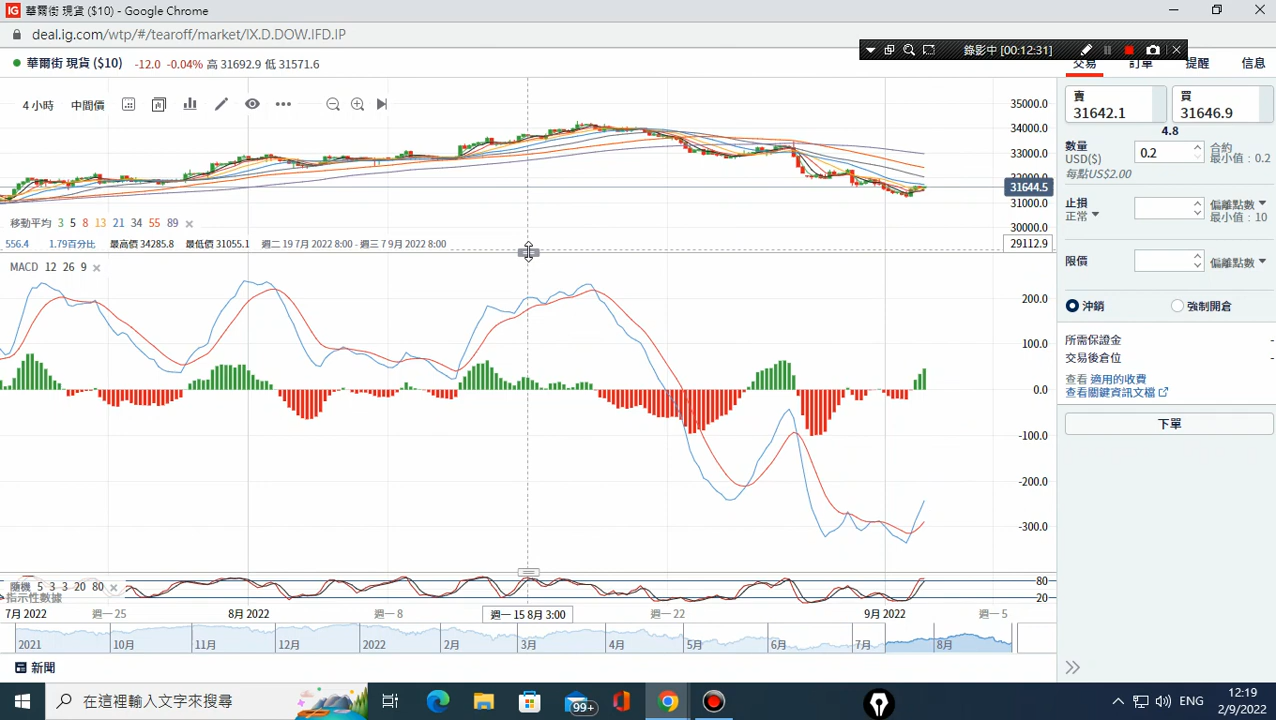 IG 華爾街 現貨 ($10) - Google Chrome
deal.ig.com/wtp/#/tearoff/market/IX.D.DOW.IFD.IP
錄影中 [00:12:31]
華爾街 現貨 ($10) -12.0 -0.04% 高 31692.9 低 31571.6
交易 訂單 提醒 信息
4 小時 中間價
35000.0
34000.0
33000.0
32000.0
31644.5
31000.0
30000.0
29112.9
移動平均 3 5 8 13 21 34 55 89
556.4 1.79百分比 最高價 34285.8 最低價 31055.1 週二 19 7月 2022 8:00 - 週三 7 9月 2022 8:00
MACD 12 26 9
200.0
100.0
0.0
-100.0
-200.0
-300.0
隨機 5 3 3 20 80
指示性數據
80
20
7月 2022 週一 25 8月 2022 週一 8 週一 15 8月 3:00 週一 22 9月 2022 週一 5
2021 10月 11月 12月 2022 2月 3月 4月 5月 6月 7月 8月
新聞
賣 31642.1
買 31646.9
4.8
數量 0.2 合約
USD($) 最小值 : 0.2
每點US$2.00
止損 偏離點數
正常 最小值 : 10
限價 偏離點數
沖銷 強制開倉
所需保證金 -
交易後倉位 -
查看 適用的收費
查看關鍵資訊文檔
下單
在這裡輸入文字來搜尋
99+
ENG
12:19
2/9/2022